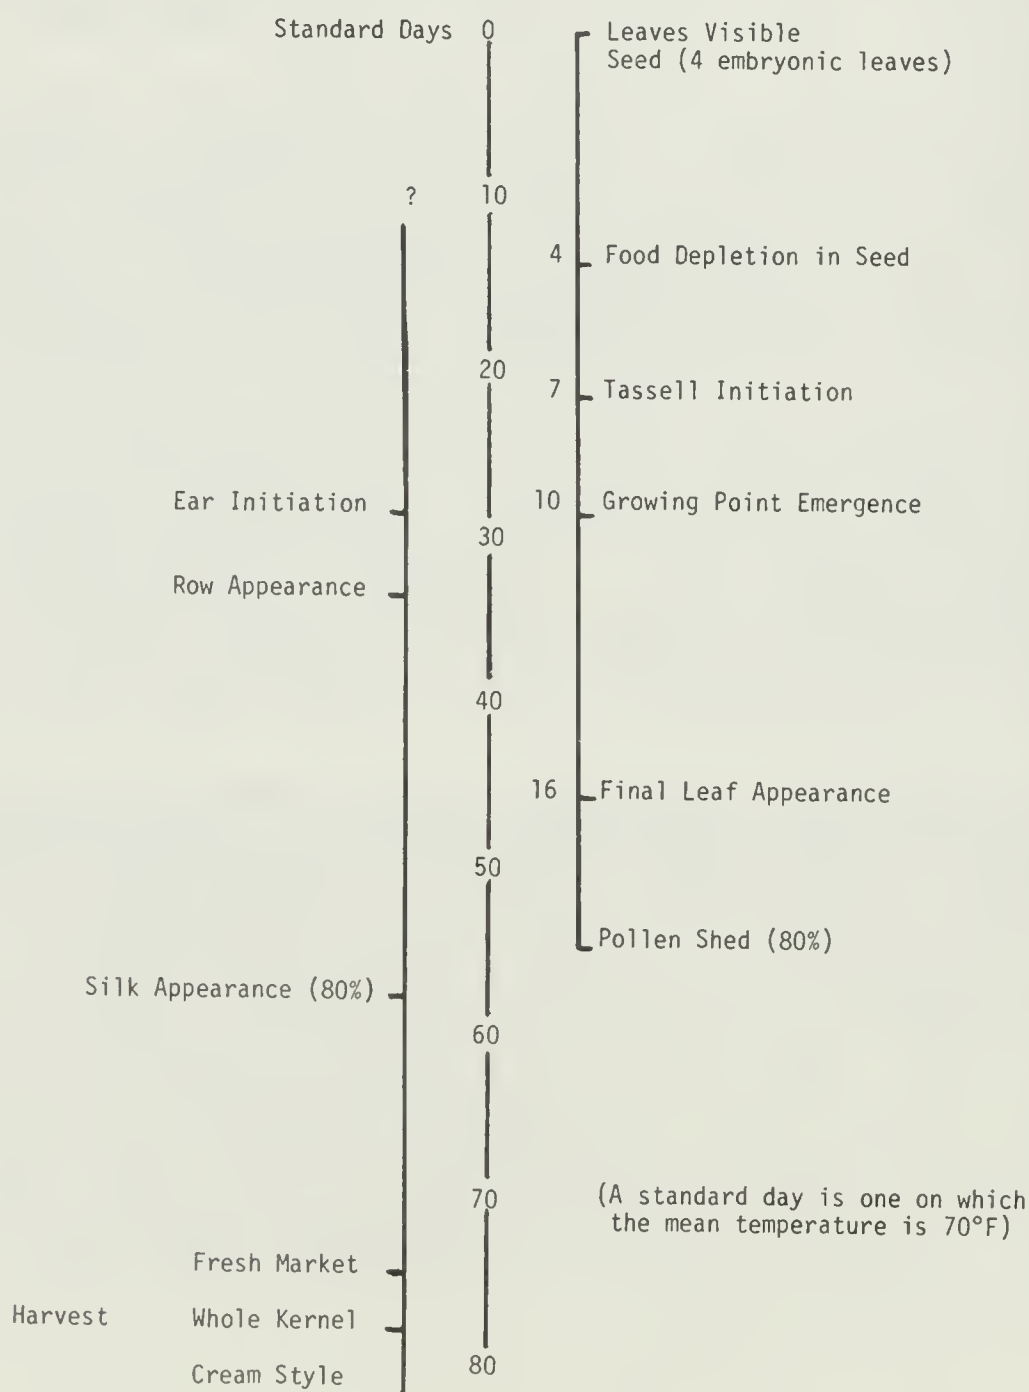 Standard Days 0 Leaves Visible
Seed (4 embryonic leaves)
? 10
4 Food Depletion in Seed
20
7 Tassell Initiation
Ear Initiation 10 Growing Point Emergence
30
Row Appearance
40
16 Final Leaf Appearance
50
Pollen Shed (80%)
Silk Appearance (80%)
60
70 (A standard day is one on which
the mean temperature is 70°F)
Fresh Market
Harvest Whole Kernel
Cream Style 80